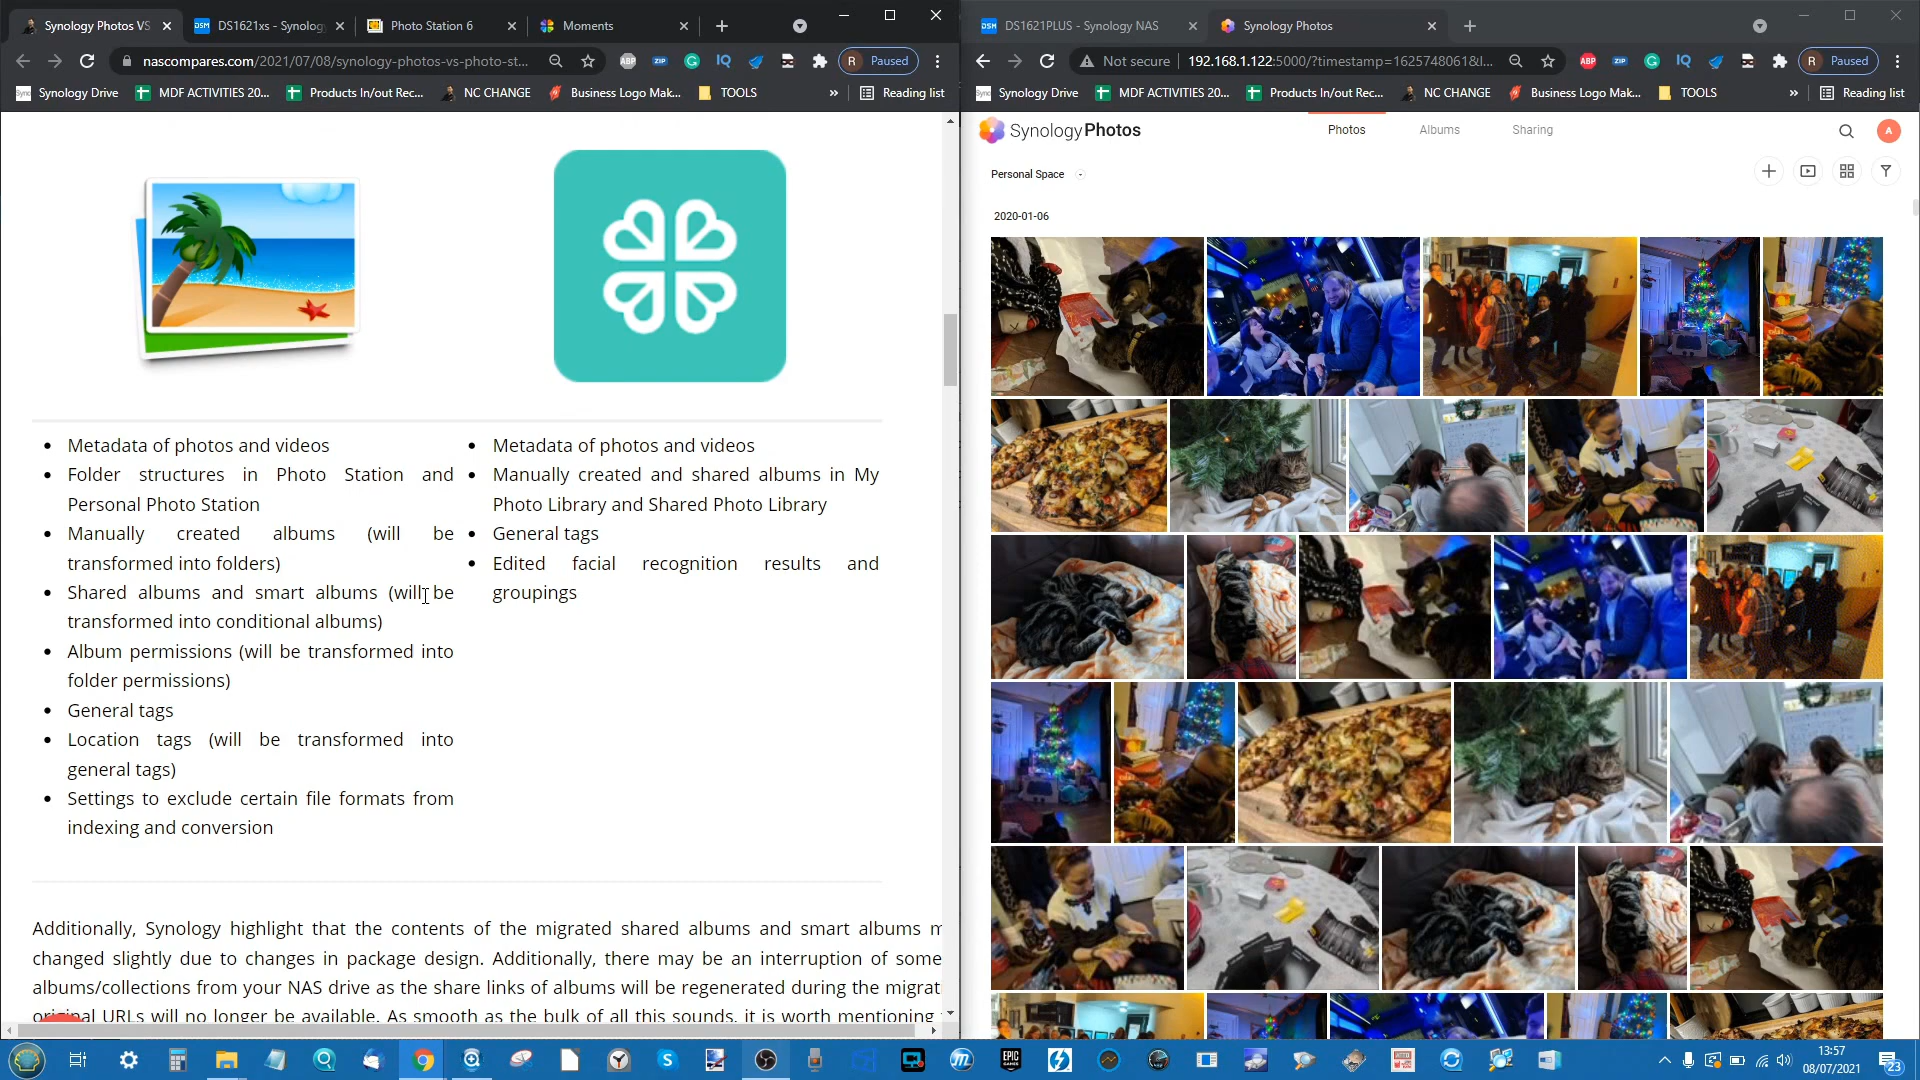 Synology Photos VS
DS1621xs - Synolog
Photo Station 6
Moments
nascompares.com/2021/07/08/synology-photos-vs-photo-st...
ABP
ZIP
IQ
R Paused
Synology Drive
MDF ACTIVITIES 20...
Products In/out Rec...
NC CHANGE
Business Logo Mak...
TOOLS
»
Reading list
Metadata of photos and videos
Folder structures in Photo Station and
Personal Photo Station
Manually created albums (will be
transformed into folders)
Shared albums and smart albums (will be
transformed into conditional albums)
Album permissions (will be transformed into
folder permissions)
General tags
Location tags (will be transformed into
general tags)
Settings to exclude certain file formats from
indexing and conversion
Metadata of photos and videos
Manually created and shared albums in My
Photo Library and Shared Photo Library
General tags
Edited facial recognition results and
groupings
Additionally, Synology highlight that the contents of the migrated shared albums and smart albums m
changed slightly due to changes in package design. Additionally, there may be an interruption of some
albums/collections from your NAS drive as the share links of albums will be regenerated during the migrat
original URLs will no longer be available. As smooth as the bulk of all this sounds, it is worth mentioning
DS1621PLUS - Synology NAS
Synology Photos
Not secure
192.168.1.122:5000/?timestamp=1625748061&l...
ABP
ZIP
IQ
R Paused
Synology Drive
MDF ACTIVITIES 20...
Products In/out Rec...
NC CHANGE
Business Logo Mak...
TOOLS
»
Reading list
Synology Photos
Photos
Albums
Sharing
A
Personal Space
2020-01-06
EPIC GAMES
13:57
08/07/2021
23